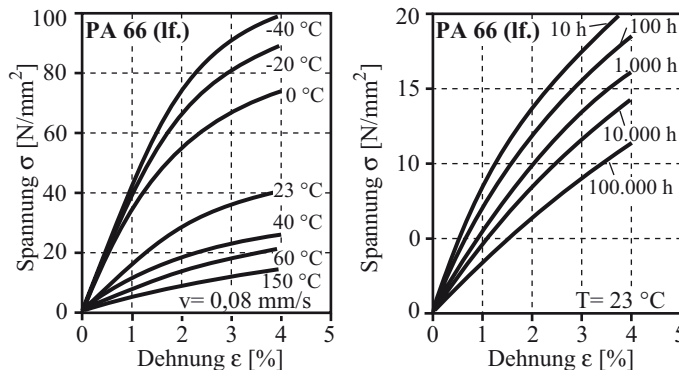 PA 66 (lf.)
Spannung σ [N/mm²]
100
80
60
40
20
0
-40 °C
-20 °C
0 °C
23 °C
40 °C
60 °C
150 °C
v= 0,08 mm/s
0 1 2 3 4 5
Dehnung ε [%]
PA 66 (lf.)
Spannung σ [N/mm²]
20
15
10
0
20
10 h
100 h
1.000 h
10.000 h
100.000 h
T= 23 °C
0 1 2 3 4 5
Dehnung ε [%]